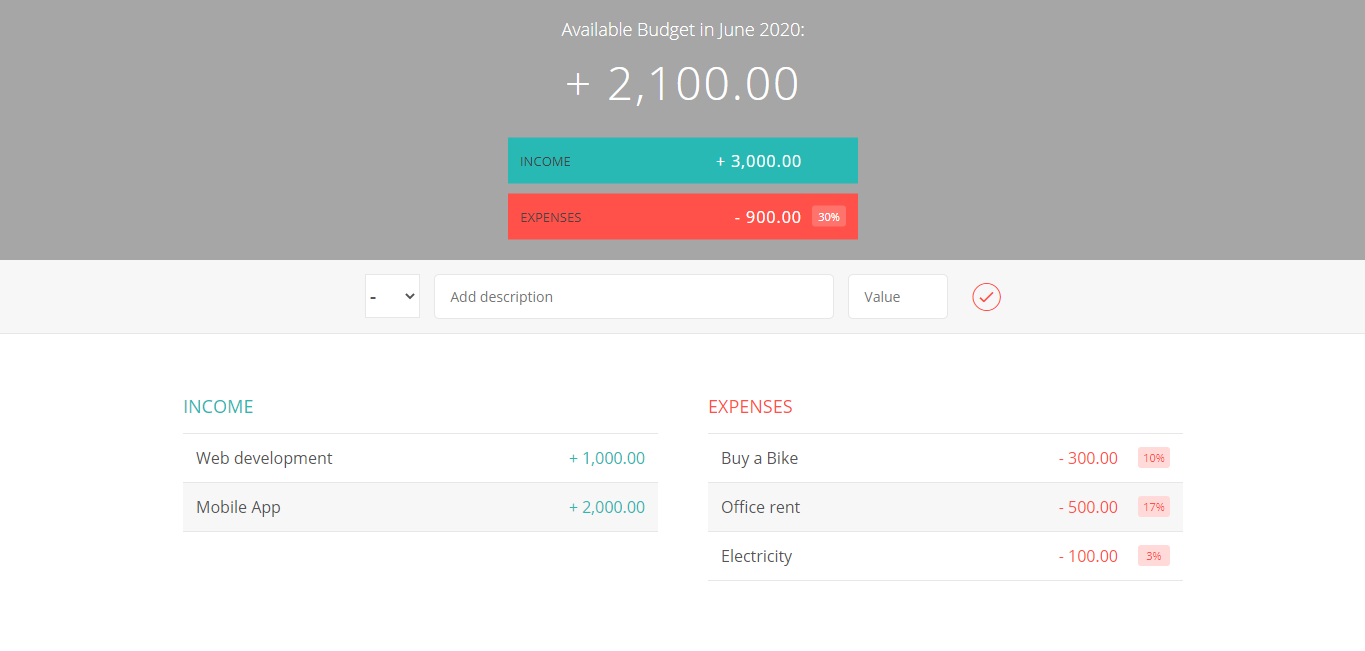 Available Budget in June 2020:
+ 2,100.00
INCOME + 3,000.00
EXPENSES - 900.00 30%
- Add description Value
INCOME
Web development + 1,000.00
Mobile App + 2,000.00
EXPENSES
Buy a Bike - 300.00 10%
Office rent - 500.00 17%
Electricity - 100.00 3%